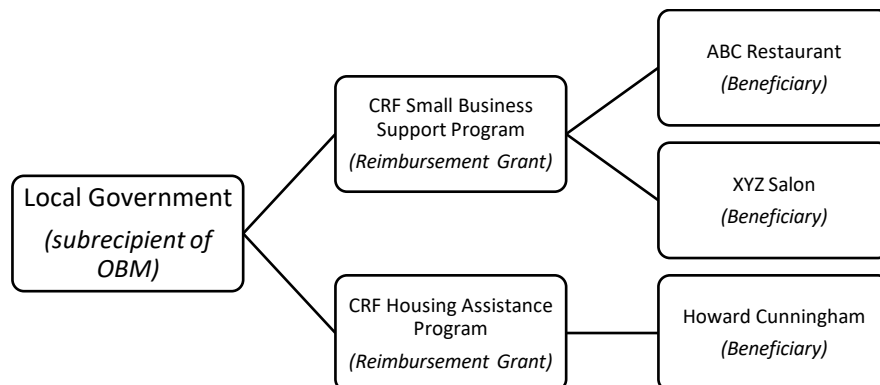 Local Government
(subrecipient of
OBM)
CRF Small Business
Support Program
(Reimbursement Grant)
CRF Housing Assistance
Program
(Reimbursement Grant)
ABC Restaurant
(Beneficiary)
XYZ Salon
(Beneficiary)
Howard Cunningham
(Beneficiary)